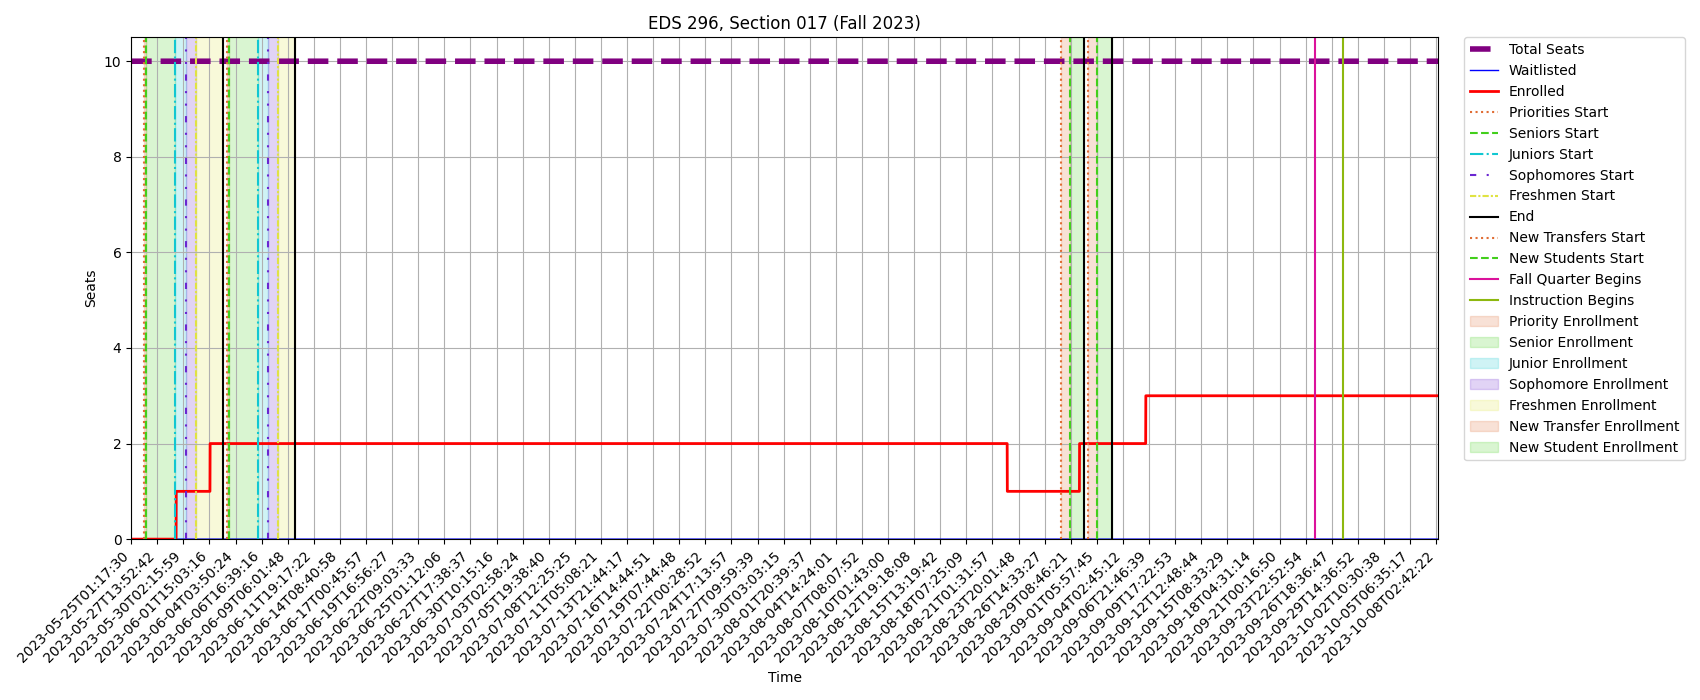 EDS 296, Section 017 (Fall 2023)
10
8
6
4
2
0
Seats
2023-05-25T01:17:30
2023-05-27T13:52:42
2023-05-30T02:15:59
2023-06-01T15:03:16
2023-06-04T03:50:24
2023-06-06T16:39:16
2023-06-09T06:01:48
2023-06-11T19:17:22
2023-06-14T08:40:58
2023-06-17T00:45:57
2023-06-19T16:56:27
2023-06-22T09:03:33
2023-06-25T01:12:06
2023-06-27T17:38:37
2023-06-30T10:15:16
2023-07-03T02:58:24
2023-07-05T19:38:40
2023-07-08T12:25:25
2023-07-11T05:08:21
2023-07-13T21:44:17
2023-07-16T14:44:51
2023-07-19T07:44:48
2023-07-22T00:28:52
2023-07-24T17:13:57
2023-07-27T09:59:39
2023-07-30T03:03:15
2023-08-01T20:39:37
2023-08-04T14:24:01
2023-08-07T08:07:52
2023-08-10T01:43:00
2023-08-12T19:18:08
2023-08-15T13:19:42
2023-08-18T07:25:09
2023-08-21T01:31:57
2023-08-23T20:01:48
2023-08-26T14:33:27
2023-08-29T08:46:21
2023-09-01T05:57:45
2023-09-04T02:45:12
2023-09-06T21:46:39
2023-09-09T17:22:53
2023-09-12T12:48:44
2023-09-15T08:33:29
2023-09-18T04:31:14
2023-09-21T00:16:50
2023-09-23T22:52:54
2023-09-26T18:36:47
2023-09-29T14:36:52
2023-10-02T10:30:38
2023-10-05T06:35:17
2023-10-08T02:42:22
Time
Total Seats
Waitlisted
Enrolled
Priorities Start
Seniors Start
Juniors Start
Sophomores Start
Freshmen Start
End
New Transfers Start
New Students Start
Fall Quarter Begins
Instruction Begins
Priority Enrollment
Senior Enrollment
Junior Enrollment
Sophomore Enrollment
Freshmen Enrollment
New Transfer Enrollment
New Student Enrollment